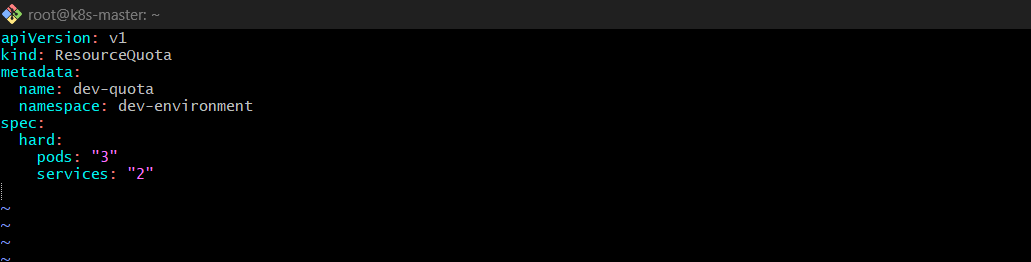 root@k8s-master: ~
apiVersion: v1
kind: ResourceQuota
metadata:
  name: dev-quota
  namespace: dev-environment
spec:
  hard:
    pods: "3"
    services: "2"
~
~
~
~